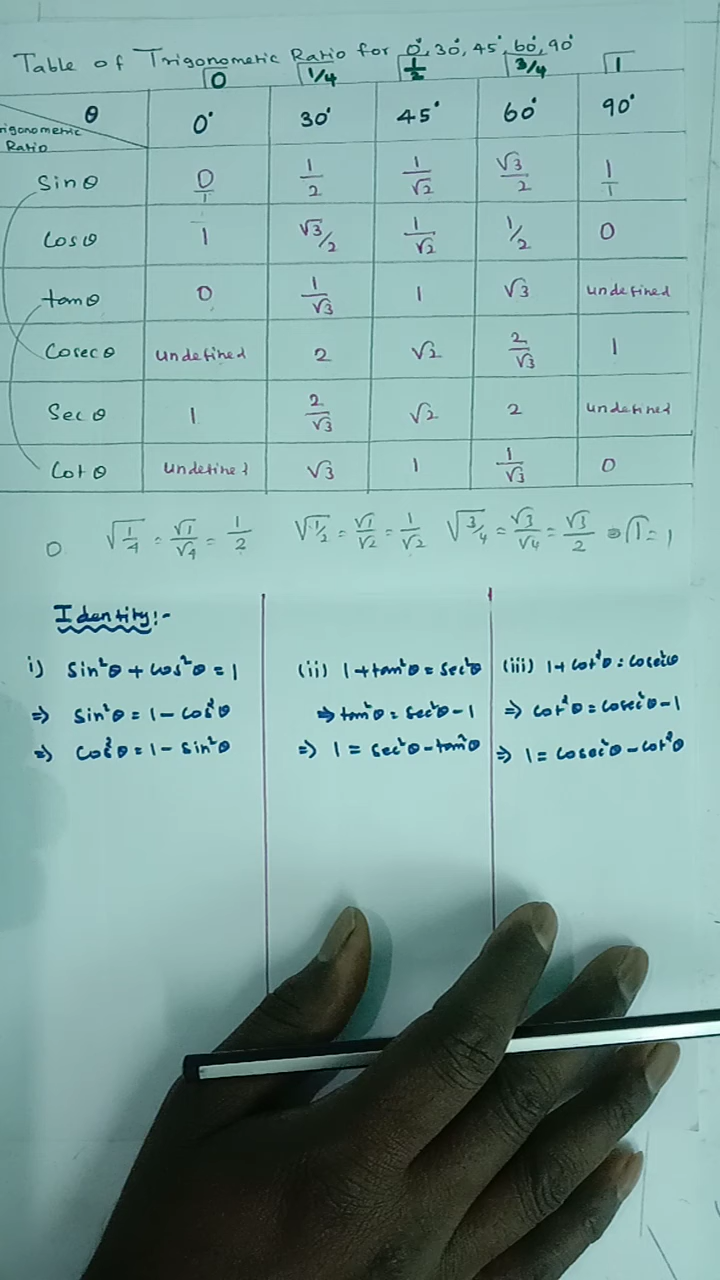 Table of Trigonometric Ratio for 0°, 30°, 45°, 60°, 90°
√0 √1/4 √1/2 √3/4 √1
θ 0° 30° 45° 60° 90°
rigonometric
Ratio
Sinθ 0/1 1/2 1/√2 √3/2 1/1
Cosθ 1 √3/2 1/√2 1/2 0
tanθ 0 1/√3 1 √3 undefined
Cosecθ undefined 2 √2 2/√3 1
Secθ 1 2/√3 √2 2 undefined
Cotθ undefined √3 1 1/√3 0
0 √1/4 = √1/√4 = 1/2 √1/2 = √1/√2 = 1/√2 √3/4 = √3/√4 = √3/2 √1 = 1
Identity:-
i) Sin²θ + Cos²θ = 1
⇒ Sin²θ = 1 - Cos²θ
⇒ Cos²θ = 1 - Sin²θ
(ii) 1 + tan²θ = Sec²θ
⇒ tan²θ = Sec²θ - 1
⇒ 1 = Sec²θ - tan²θ
(iii) 1 + Cot²θ = Cosec²θ
⇒ Cot²θ = Cosec²θ - 1
⇒ 1 = Cosec²θ - Cot²θ